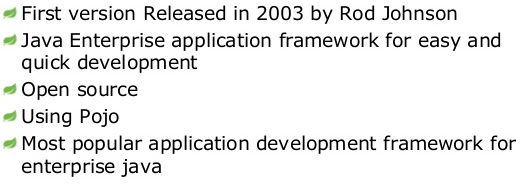 First version Released in 2003 by Rod Johnson
Java Enterprise application framework for easy and
quick development
Open source
Using Pojo
Most popular application development framework for
enterprise java